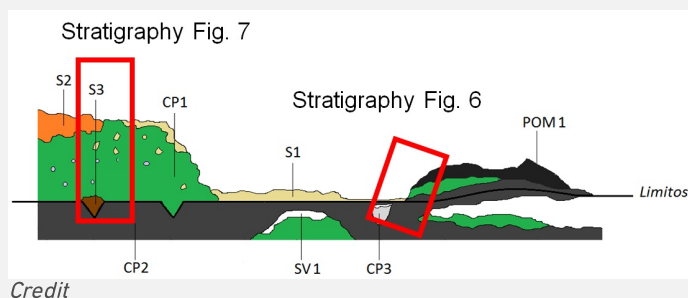 Stratigraphy Fig. 7
S2
S3
CP1
Stratigraphy Fig. 6
S1
POM 1
Limitos
CP2
SV 1
CP3
Credit